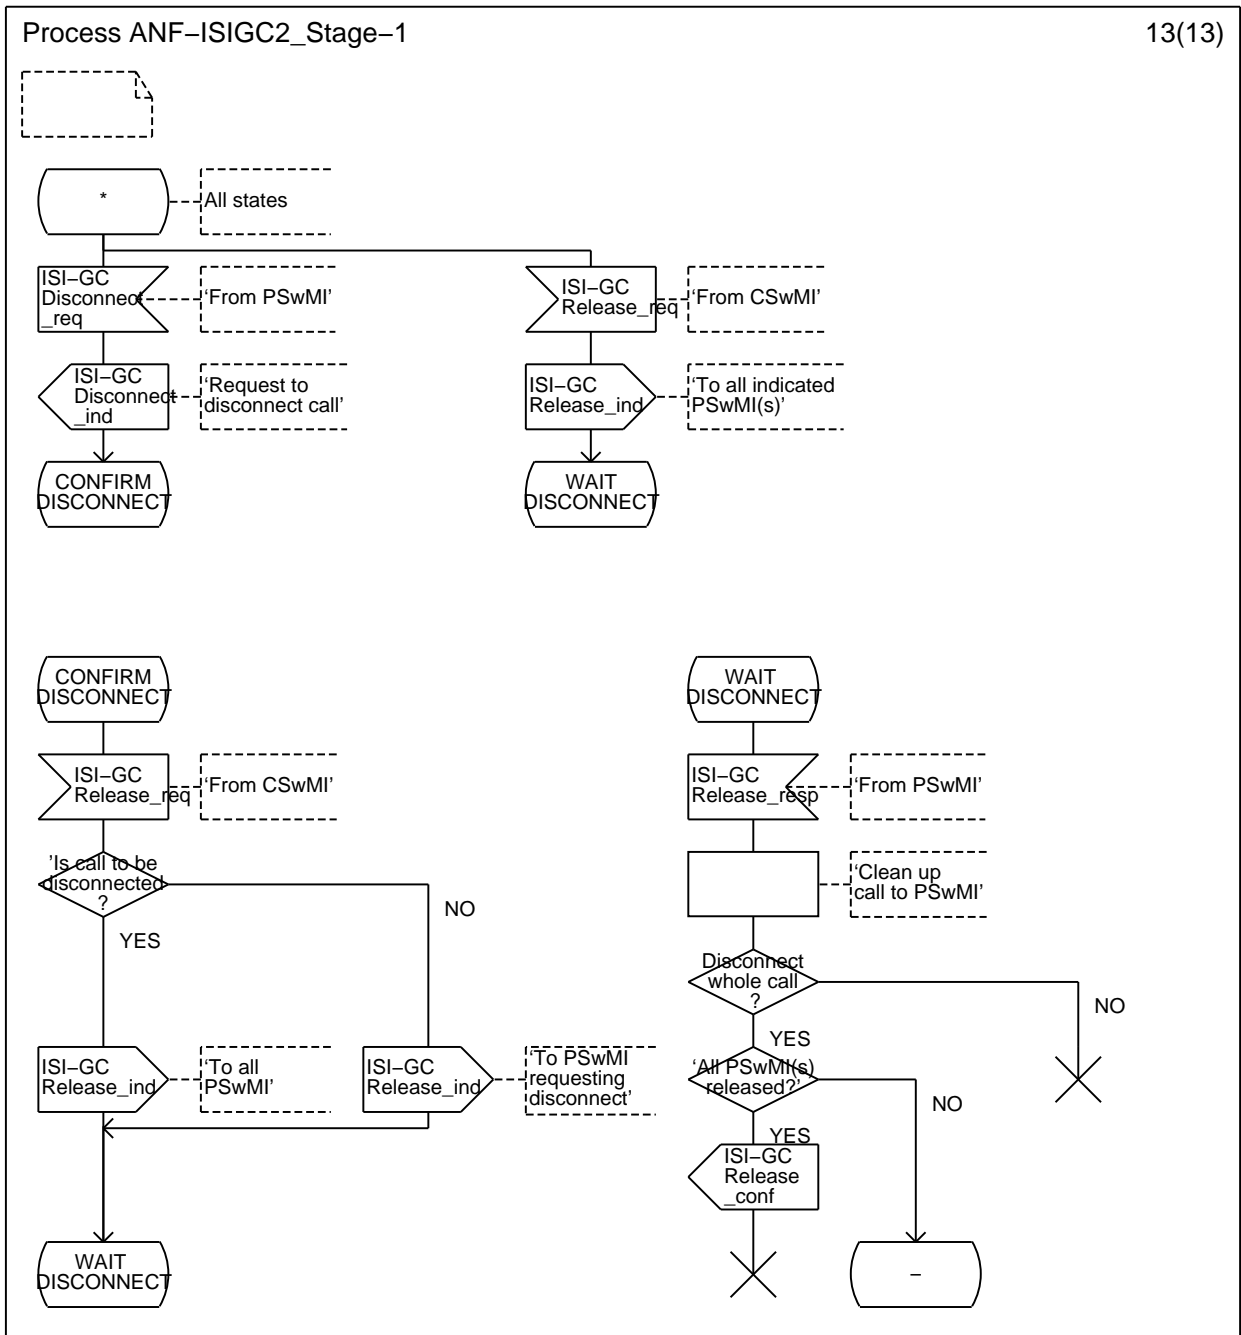 Process ANF–ISIGC2_Stage–1
13(13)
*
All states
ISI–GC
Disconnect
_req
'From PSwMI'
ISI–GC
Release_req
'From CSwMI'
ISI–GC
Disconnect
_ind
'Request to
disconnect call'
ISI–GC
Release_ind
'To all indicated
PSwMI(s)'
CONFIRM
DISCONNECT
WAIT
DISCONNECT
CONFIRM
DISCONNECT
WAIT
DISCONNECT
ISI–GC
Release_req
'From CSwMI'
ISI–GC
Release_resp
'From PSwMI'
'Is call to be
disconnected
?
NO
YES
'Clean up
call to PSwMI'
Disconnect
whole call
?
NO
YES
ISI–GC
Release_ind
'To all
PSwMI'
ISI–GC
Release_ind
'To PSwMI
requesting
disconnect'
'All PSwMI(s)
released?'
NO
YES
ISI–GC
Release
_conf
WAIT
DISCONNECT
–